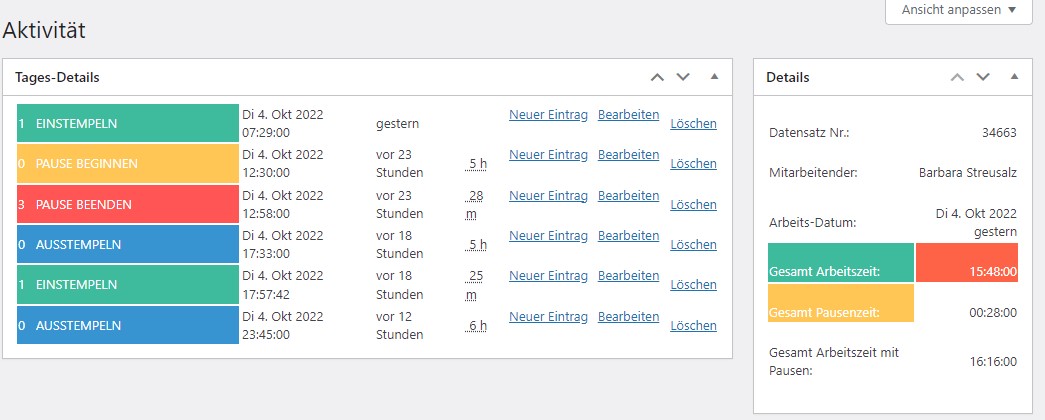 Ansicht anpassen
Aktivität
Tages-Details
1 EINSTEMPELN Di 4. Okt 2022 07:29:00 gestern Neuer Eintrag Bearbeiten Löschen
0 PAUSE BEGINNEN Di 4. Okt 2022 12:30:00 vor 23 Stunden 5 h Neuer Eintrag Bearbeiten Löschen
3 PAUSE BEENDEN Di 4. Okt 2022 12:58:00 vor 23 Stunden 28 m Neuer Eintrag Bearbeiten Löschen
0 AUSSTEMPELN Di 4. Okt 2022 17:33:00 vor 18 Stunden 5 h Neuer Eintrag Bearbeiten Löschen
1 EINSTEMPELN Di 4. Okt 2022 17:57:42 vor 18 Stunden 25 m Neuer Eintrag Bearbeiten Löschen
0 AUSSTEMPELN Di 4. Okt 2022 23:45:00 vor 12 Stunden 6 h Neuer Eintrag Bearbeiten Löschen
Details
Datensatz Nr.: 34663
Mitarbeitender: Barbara Streusalz
Arbeits-Datum: Di 4. Okt 2022 gestern
Gesamt Arbeitszeit: 15:48:00
Gesamt Pausenzeit: 00:28:00
Gesamt Arbeitszeit mit Pausen: 16:16:00